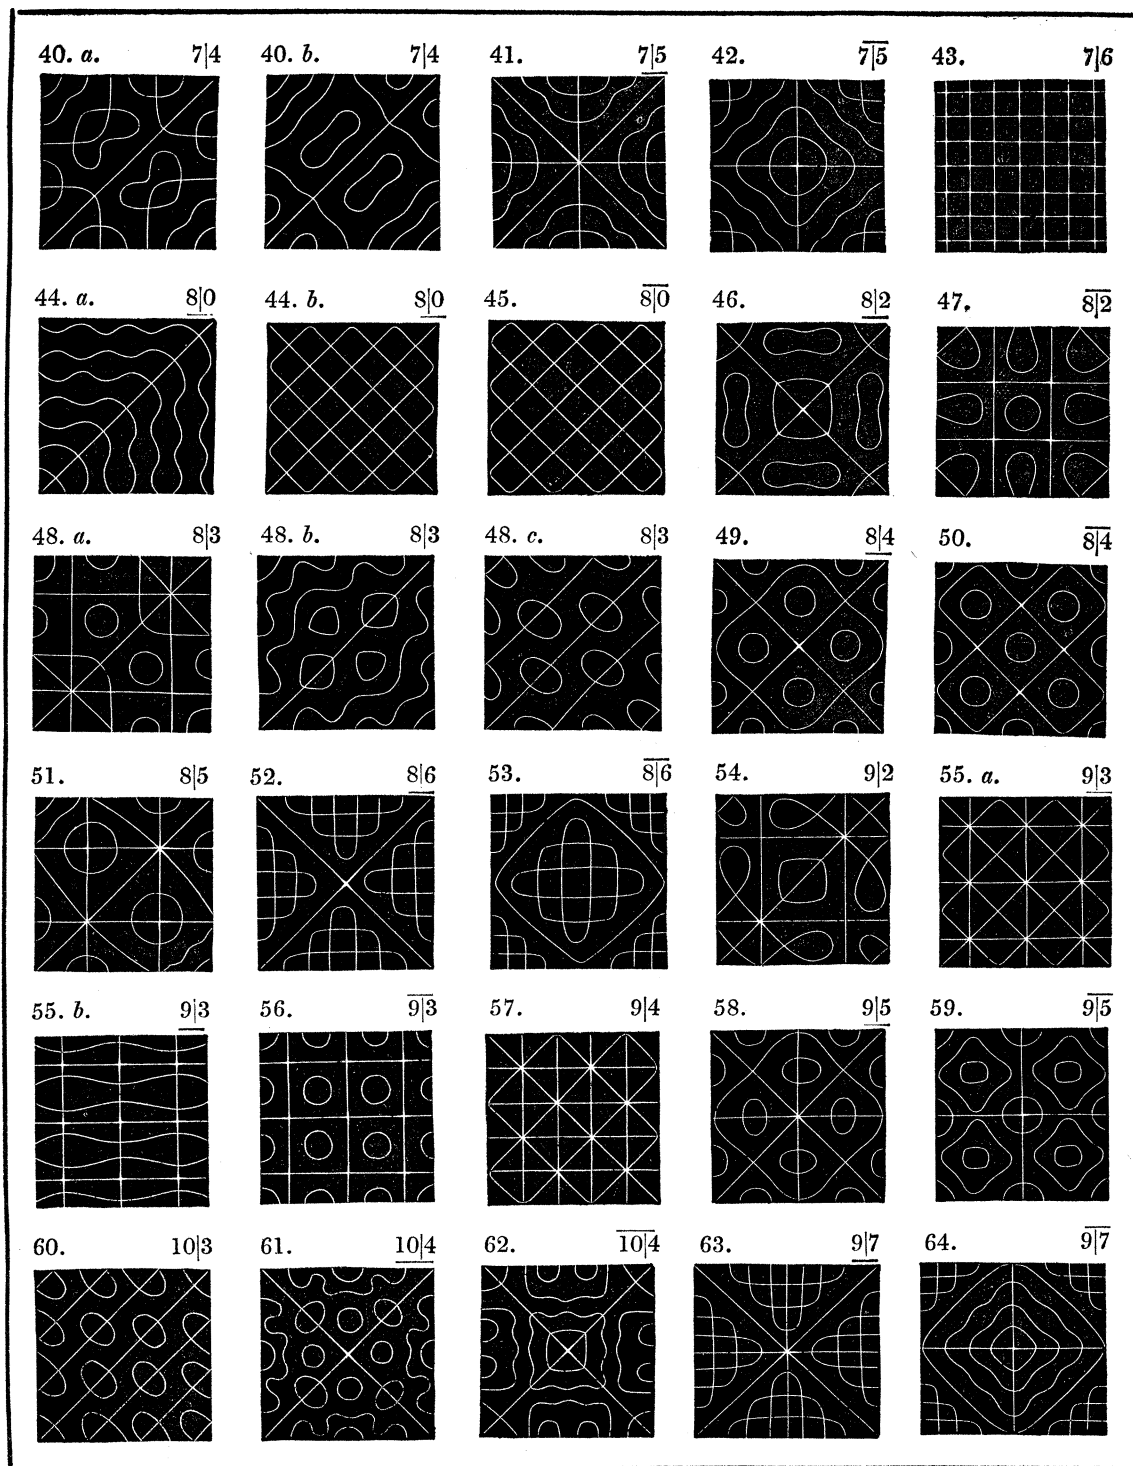 40. a. 7|4 40. b. 7|4 41. 7|5 42. 7|5 43. 7|6
44. a. 8|0 44. b. 8|0 45. 8|0 46. 8|2 47. 8|2
48. a. 8|3 48. b. 8|3 48. c. 8|3 49. 8|4 50. 8|4
51. 8|5 52. 8|6 53. 8|6 54. 9|2 55. a. 9|3
55. b. 9|3 56. 9|3 57. 9|4 58. 9|5 59. 9|5
60. 10|3 61. 10|4 62. 10|4 63. 9|7 64. 9|7